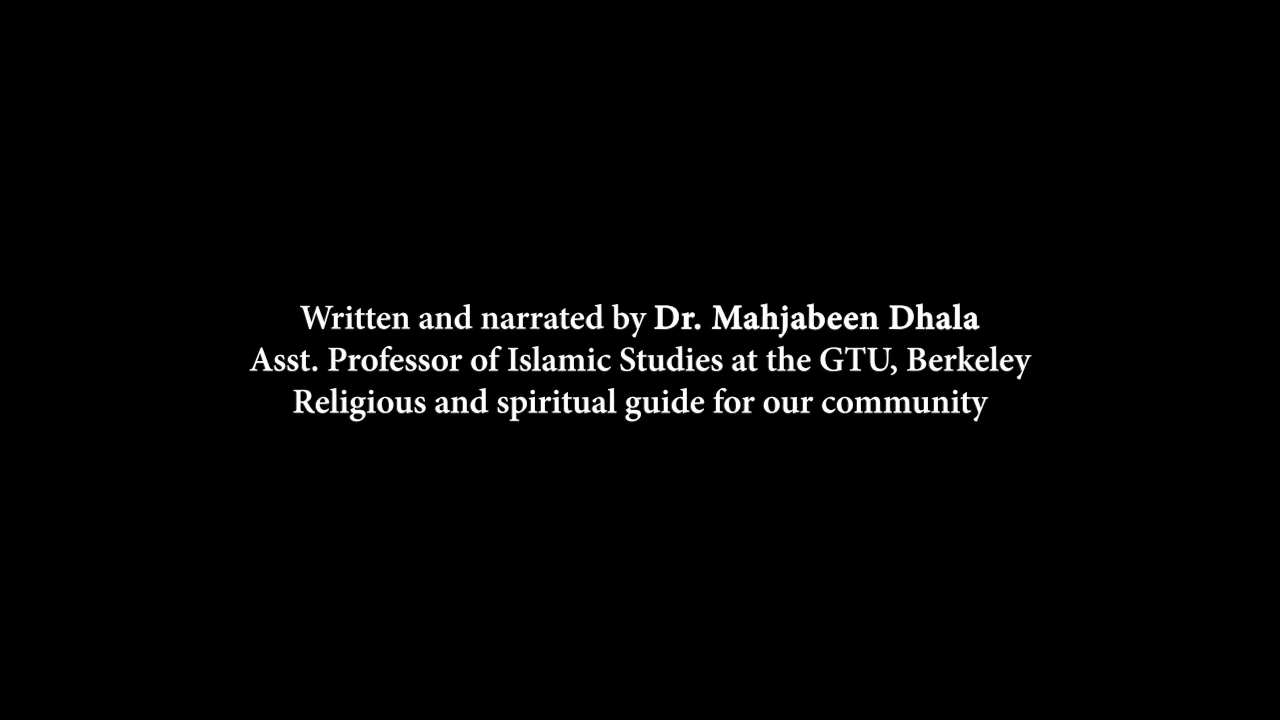 Written and narrated by Dr. Mahjabeen Dhala
Asst. Professor of Islamic Studies at the GTU, Berkeley
Religious and spiritual guide for our community